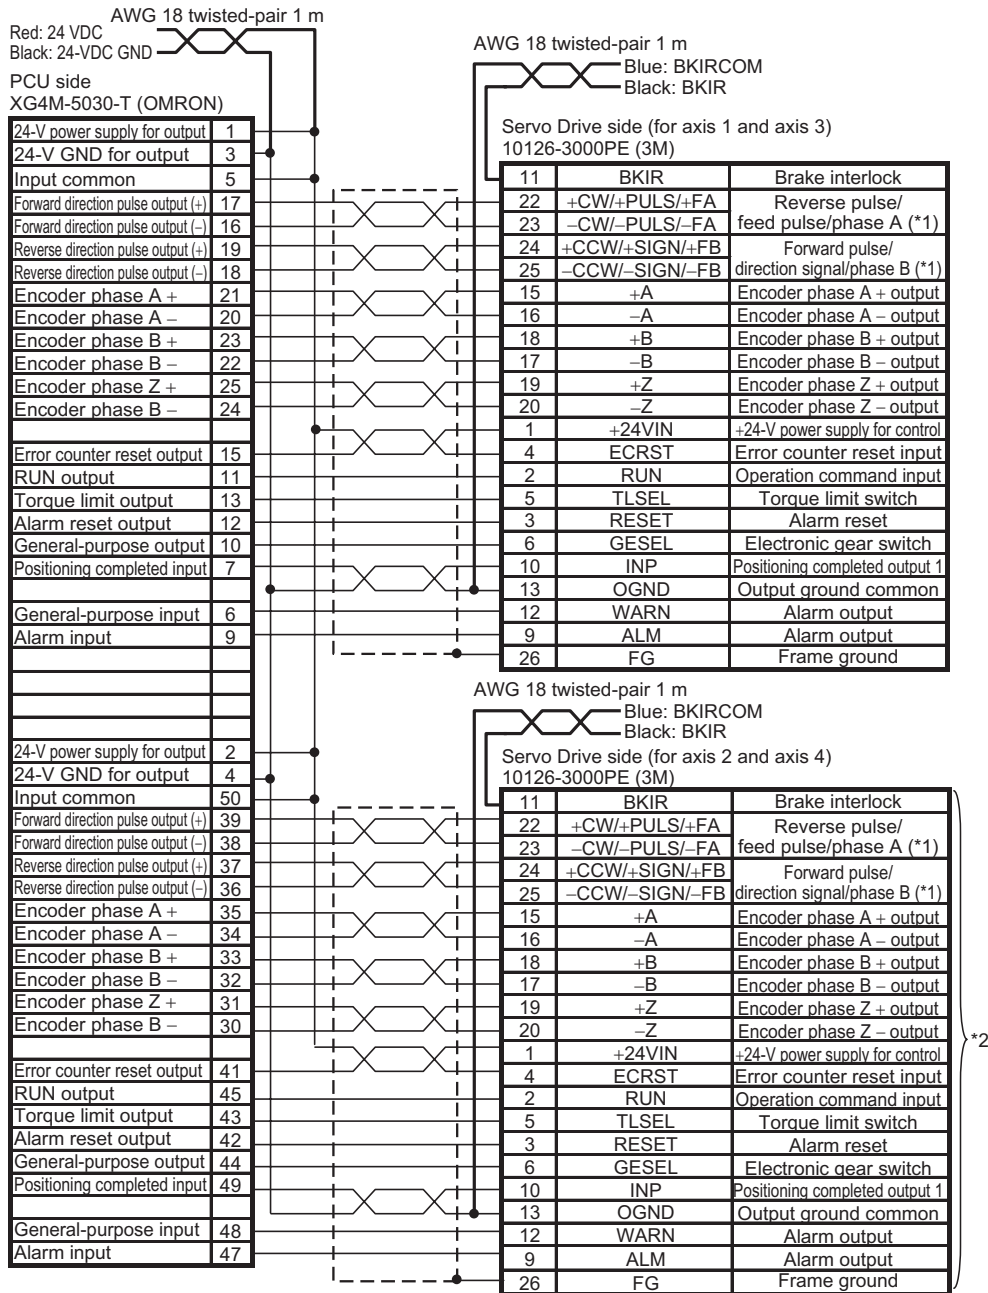 AWG 18 twisted-pair 1 m
Red: 24 VDC
Black: 24-VDC GND
PCU side
XG4M-5030-T (OMRON)
24-V power supply for output 1
24-V GND for output 3
Input common 5
Forward direction pulse output (+) 17
Forward direction pulse output (−) 16
Reverse direction pulse output (+) 19
Reverse direction pulse output (−) 18
Encoder phase A + 21
Encoder phase A − 20
Encoder phase B + 23
Encoder phase B − 22
Encoder phase Z + 25
Encoder phase B − 24
Error counter reset output 15
RUN output 11
Torque limit output 13
Alarm reset output 12
General-purpose output 10
Positioning completed input 7
General-purpose input 6
Alarm input 9
24-V power supply for output 2
24-V GND for output 4
Input common 50
Forward direction pulse output (+) 39
Forward direction pulse output (−) 38
Reverse direction pulse output (+) 37
Reverse direction pulse output (−) 36
Encoder phase A + 35
Encoder phase A − 34
Encoder phase B + 33
Encoder phase B − 32
Encoder phase Z + 31
Encoder phase B − 30
Error counter reset output 41
RUN output 45
Torque limit output 43
Alarm reset output 42
General-purpose output 44
Positioning completed input 49
General-purpose input 48
Alarm input 47
AWG 18 twisted-pair 1 m
Blue: BKIRCOM
Black: BKIR
Servo Drive side (for axis 1 and axis 3)
10126-3000PE (3M)
11 BKIR Brake interlock
22 +CW/+PULS/+FA Reverse pulse/
23 −CW/−PULS/−FA feed pulse/phase A (*1)
24 +CCW/+SIGN/+FB Forward pulse/
25 −CCW/−SIGN/−FB direction signal/phase B (*1)
15 +A Encoder phase A + output
16 −A Encoder phase A − output
18 +B Encoder phase B + output
17 −B Encoder phase B − output
19 +Z Encoder phase Z + output
20 −Z Encoder phase Z − output
1 +24VIN +24-V power supply for control
4 ECRST Error counter reset input
2 RUN Operation command input
5 TLSEL Torque limit switch
3 RESET Alarm reset
6 GESEL Electronic gear switch
10 INP Positioning completed output 1
13 OGND Output ground common
12 WARN Alarm output
9 ALM Alarm output
26 FG Frame ground
AWG 18 twisted-pair 1 m
Blue: BKIRCOM
Black: BKIR
Servo Drive side (for axis 2 and axis 4)
10126-3000PE (3M)
11 BKIR Brake interlock
22 +CW/+PULS/+FA Reverse pulse/
23 −CW/−PULS/−FA feed pulse/phase A (*1)
24 +CCW/+SIGN/+FB Forward pulse/
25 −CCW/−SIGN/−FB direction signal/phase B (*1)
15 +A Encoder phase A + output
16 −A Encoder phase A − output
18 +B Encoder phase B + output
17 −B Encoder phase B − output
19 +Z Encoder phase Z + output
20 −Z Encoder phase Z − output
1 +24VIN +24-V power supply for control
4 ECRST Error counter reset input
2 RUN Operation command input
5 TLSEL Torque limit switch
3 RESET Alarm reset
6 GESEL Electronic gear switch
10 INP Positioning completed output 1
13 OGND Output ground common
12 WARN Alarm output
9 ALM Alarm output
26 FG Frame ground
*2